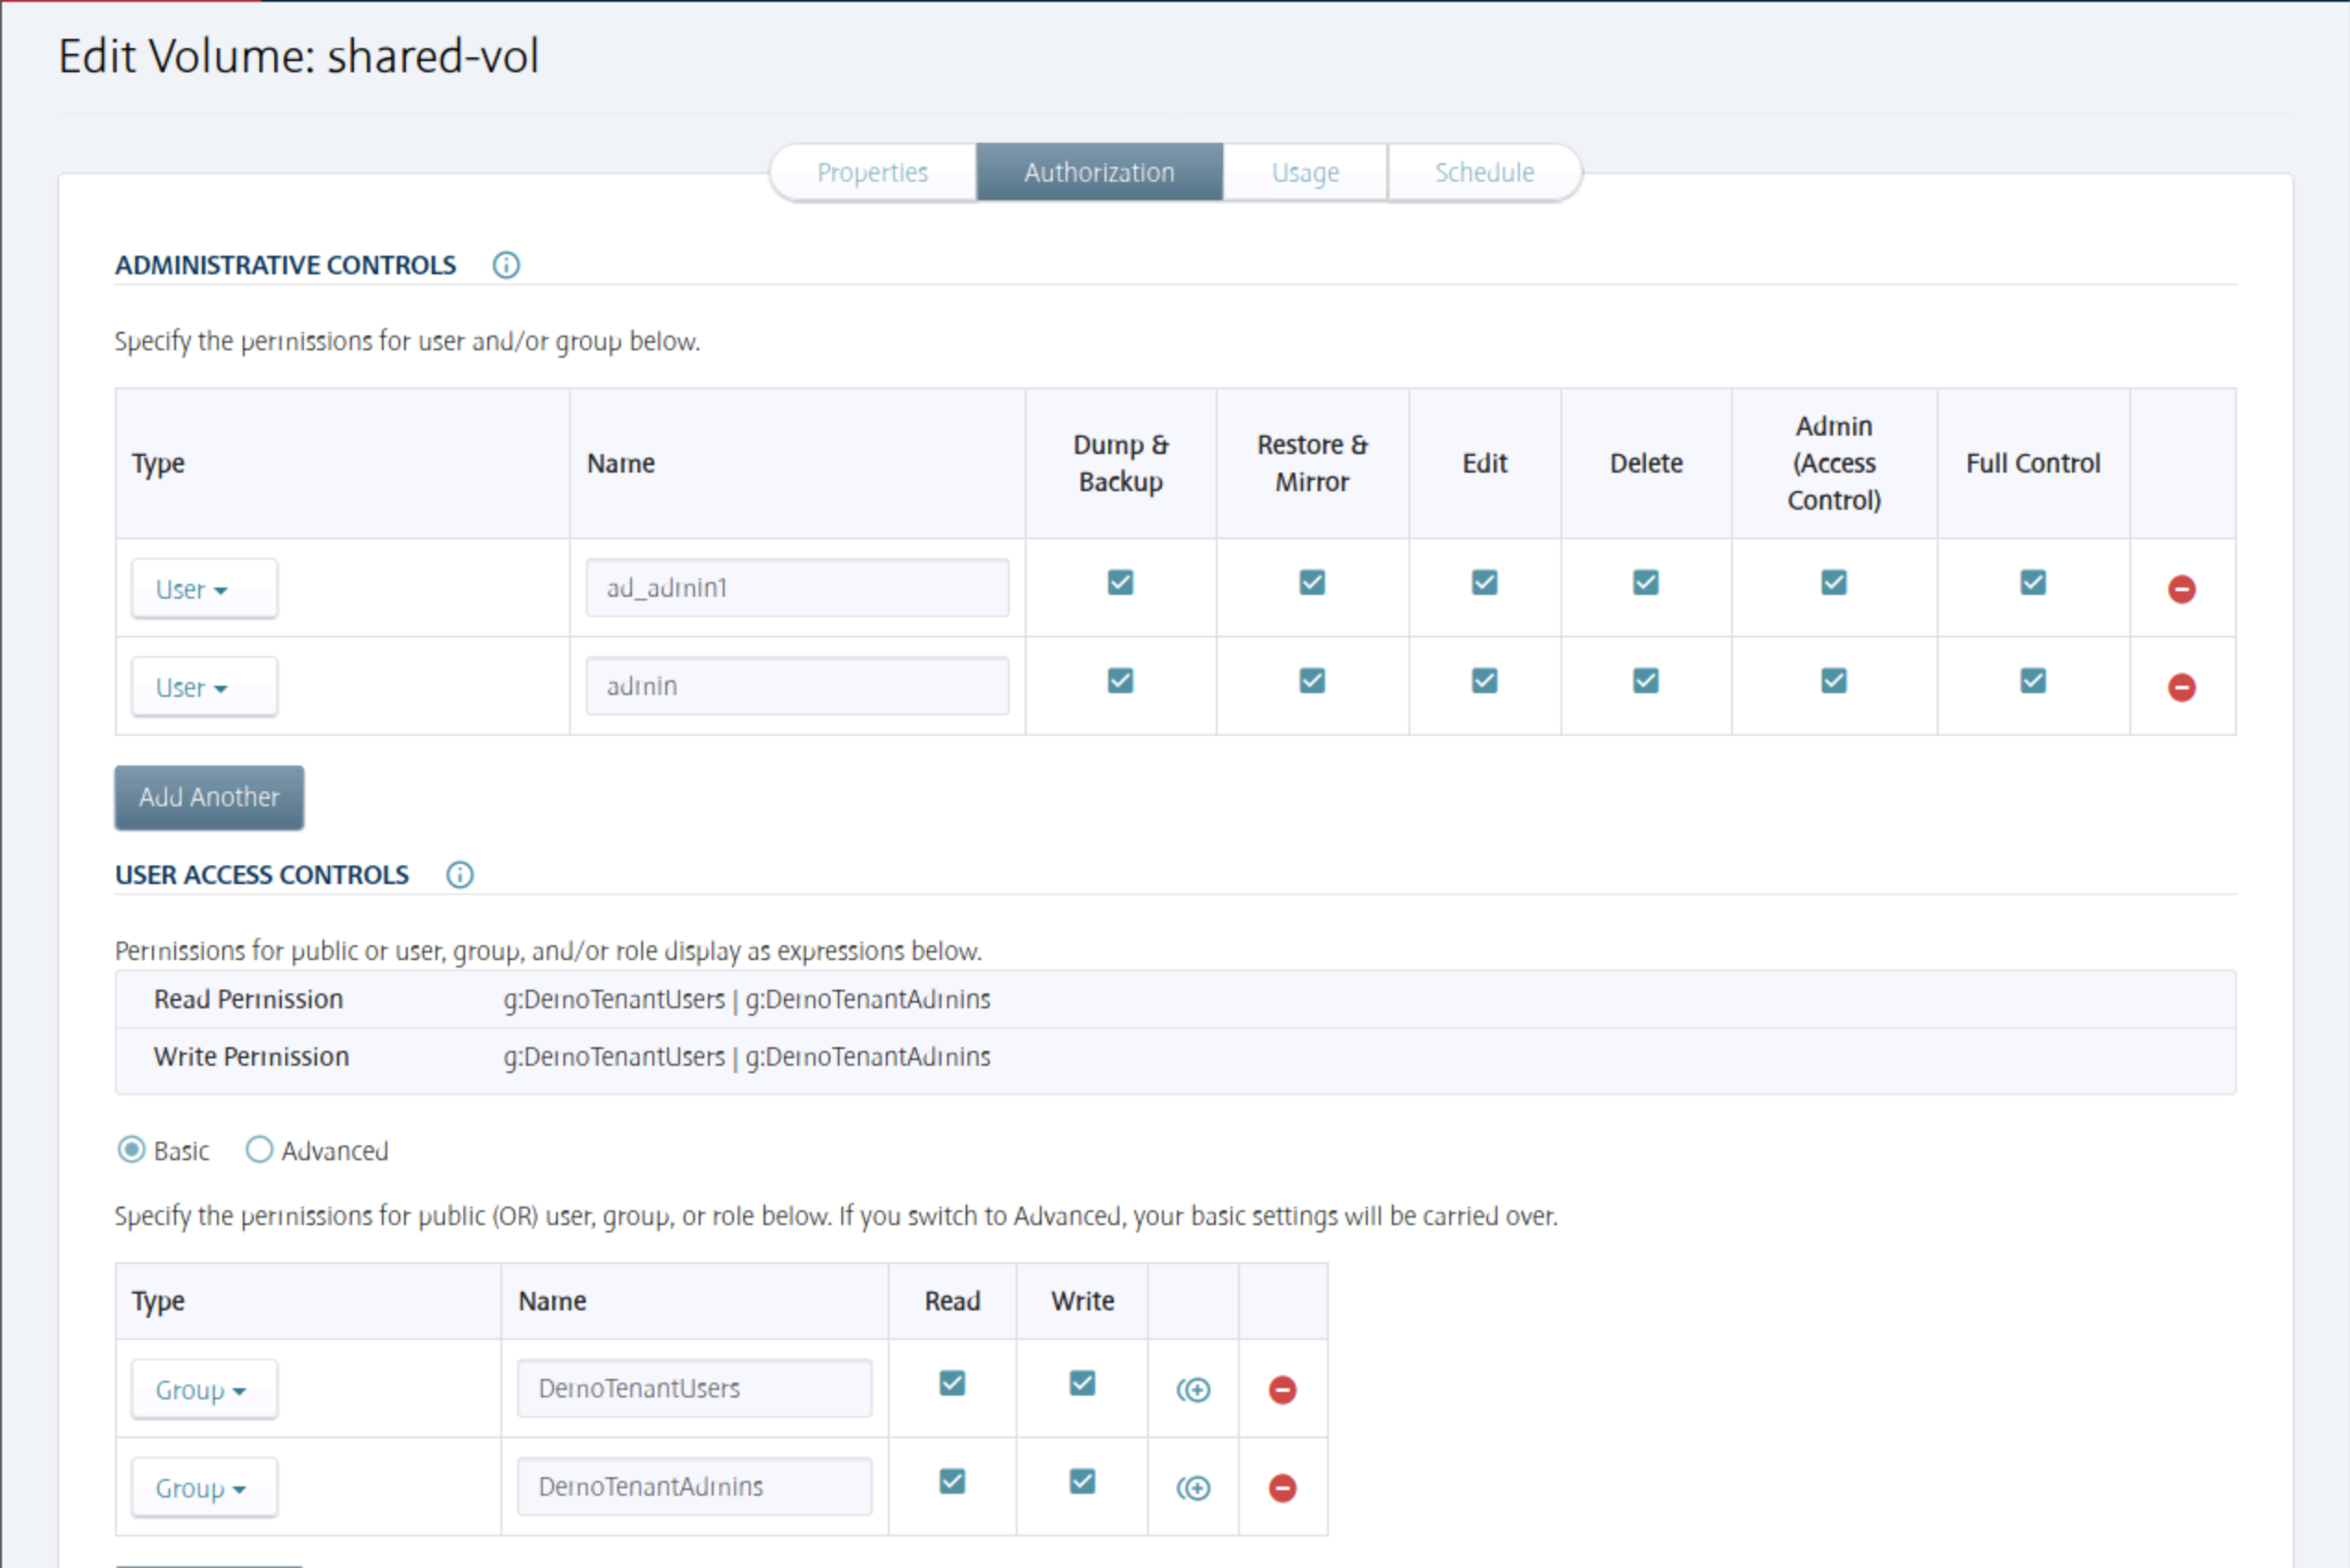 Edit Volume: shared-vol
Properties Authorization Usage Schedule
ADMINISTRATIVE CONTROLS
Specify the permissions for user and/or group below.
Type Name Dump & Backup Restore & Mirror Edit Delete Admin (Access Control) Full Control
User ad_admin1
User admin
Add Another
USER ACCESS CONTROLS
Permissions for public or user, group, and/or role display as expressions below.
Read Permission g:DemoTenantUsers | g:DemoTenantAdmins
Write Permission g:DemoTenantUsers | g:DemoTenantAdmins
Basic Advanced
Specify the permissions for public (OR) user, group, or role below. If you switch to Advanced, your basic settings will be carried over.
Type Name Read Write
Group DemoTenantUsers
Group DemoTenantAdmins